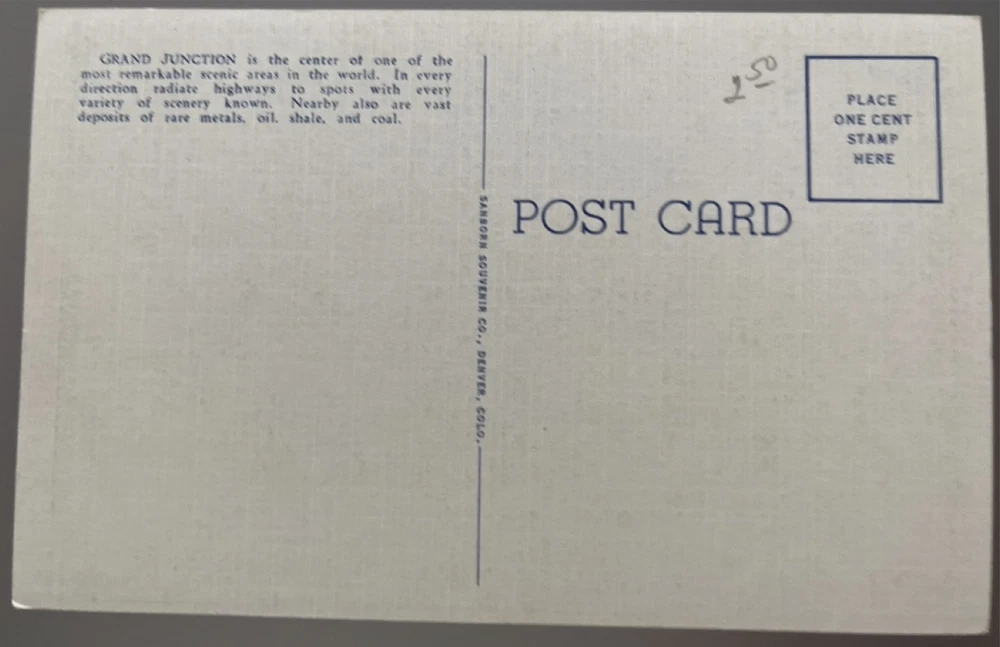 GRAND JUNCTION is the center of one of the
most remarkable scenic areas in the world. In every
direction radiate highways to spots with every
variety of scenery known. Nearby also are vast
deposits of rare metals, oil, shale, and coal.
SANBORN SOUVENIR CO., DENVER, COLO.
2 50
PLACE
ONE CENT
STAMP
HERE
POST CARD